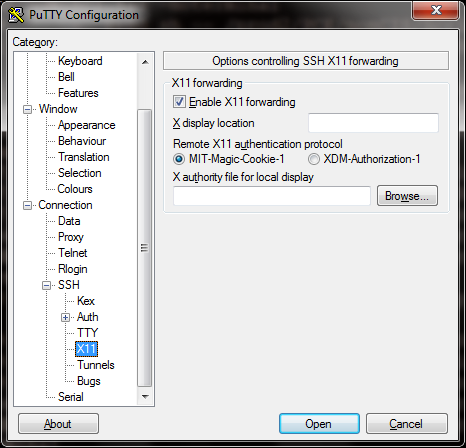 PuTTY Configuration
Category:
Keyboard
Bell
Features
Window
Appearance
Behaviour
Translation
Selection
Colours
Connection
Data
Proxy
Telnet
Rlogin
SSH
Kex
Auth
TTY
X11
Tunnels
Bugs
Serial
Options controlling SSH X11 forwarding
X11 forwarding
Enable X11 forwarding
X display location
Remote X11 authentication protocol
MIT-Magic-Cookie-1 XDM-Authorization-1
X authority file for local display
Browse...
About Open Cancel